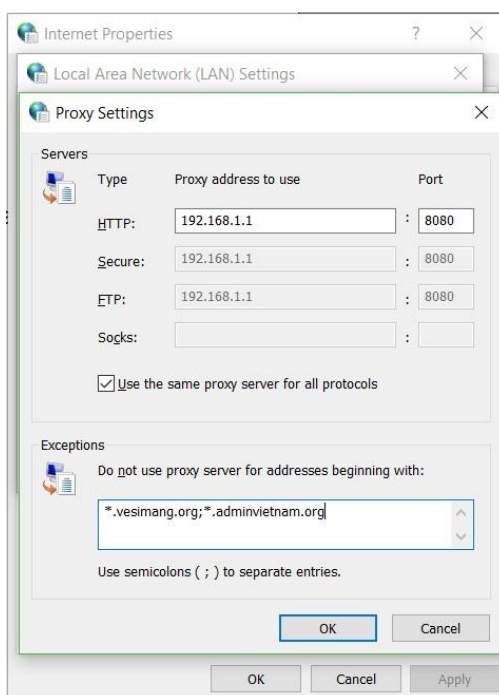 Internet Properties
?
Local Area Network (LAN) Settings
Proxy Settings
Servers
Type Proxy address to use Port
HTTP: 192.168.1.1 : 8080
Secure: 192.168.1.1 : 8080
FTP: 192.168.1.1 : 8080
Socks: :
Use the same proxy server for all protocols
Exceptions
Do not use proxy server for addresses beginning with:
*.vesimang.org;*.adminvietnam.org
Use semicolons ( ; ) to separate entries.
OK Cancel
OK Cancel Apply